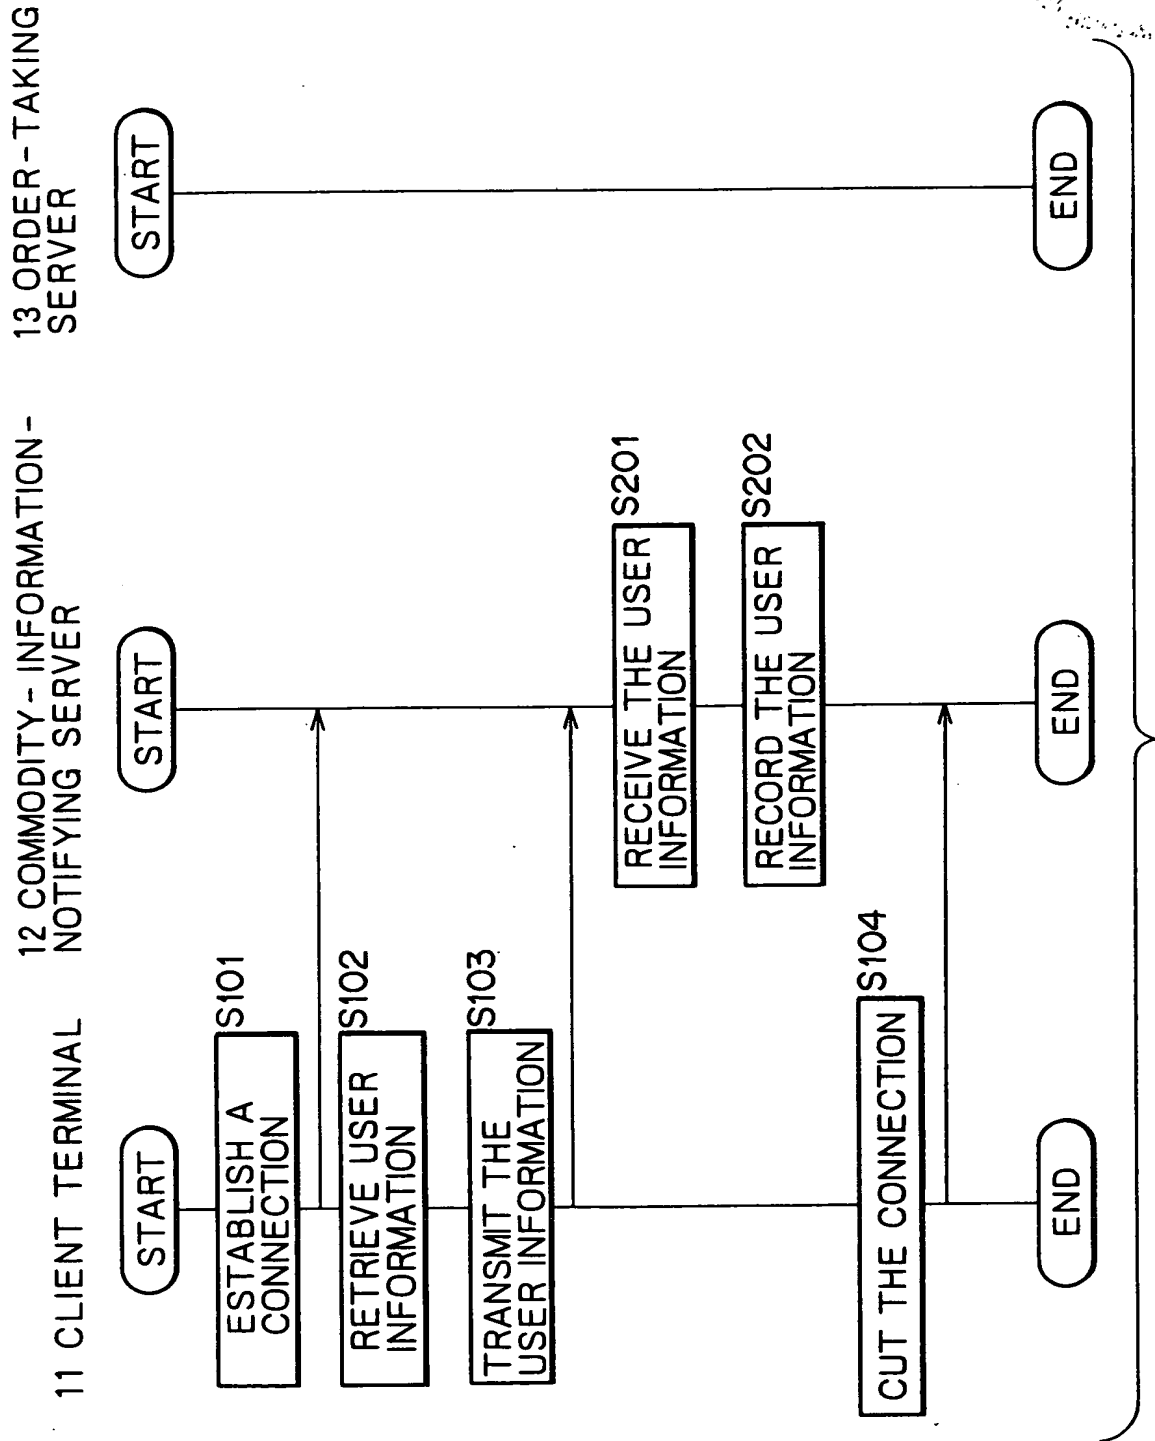 11 CLIENT TERMINAL
12 COMMODITY-INFORMATION-
NOTIFYING SERVER
13 ORDER-TAKING
SERVER
START
START
START
ESTABLISH A
CONNECTION
S101
RETRIEVE USER
INFORMATION
S102
TRANSMIT THE
USER INFORMATION
S103
RECEIVE THE USER
INFORMATION
S201
RECORD THE USER
INFORMATION
S202
CUT THE CONNECTION
S104
END
END
END